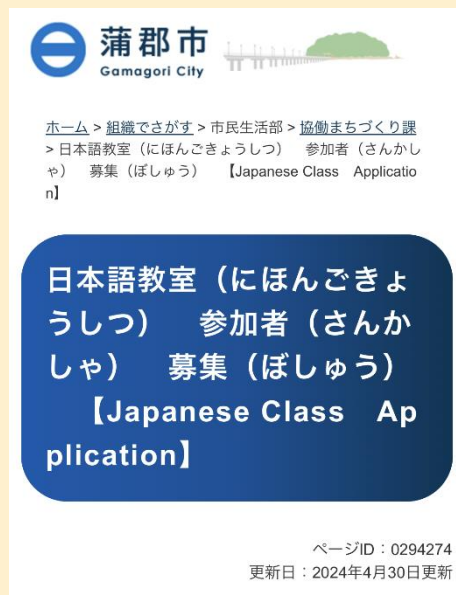 蒲郡市
Gamagori City
ホーム > 組織でさがす > 市民生活部 > 協働まちづくり課
> 日本語教室（にほんごきょうしつ）　参加者（さんかし
ゃ）　募集（ぼしゅう）　【Japanese Class　Applicatio
n】
日本語教室（にほんごきょ
うしつ）　参加者（さんか
しゃ）　募集（ぼしゅう）
【Japanese Class　Ap
plication】
ページID：0294274
更新日：2024年4月30日更新